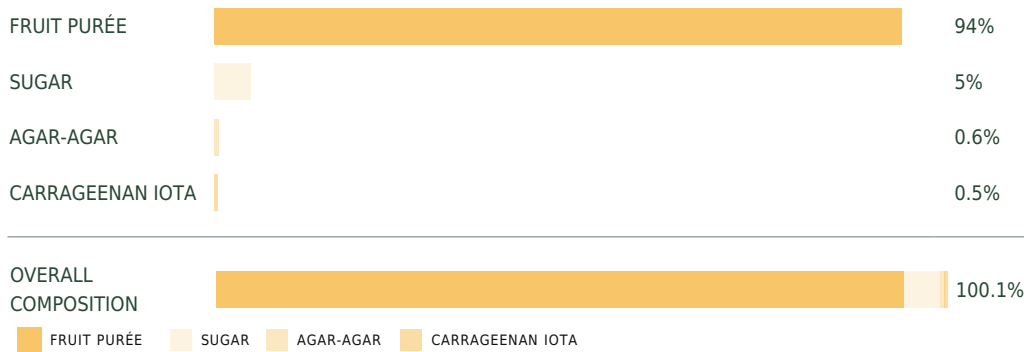 FRUIT PURÉE 94%
SUGAR 5%
AGAR-AGAR 0.6%
CARRAGEENAN IOTA 0.5%
OVERALL
COMPOSITION 100.1%
FRUIT PURÉE SUGAR AGAR-AGAR CARRAGEENAN IOTA